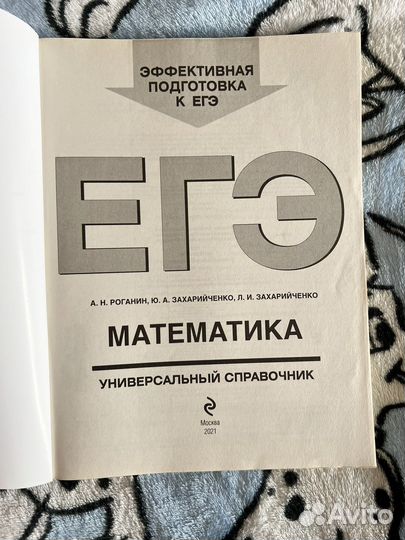 ЭФФЕКТИВНАЯ
ПОДГОТОВКА
К ЕГЭ
ЕГЭ
А. Н. РОГАНИН, Ю. А. ЗАХАРИЙЧЕНКО, Л. И. ЗАХАРИЙЧЕНКО
МАТЕМАТИКА
УНИВЕРСАЛЬНЫЙ СПРАВОЧНИК
Москва
2021
Avito